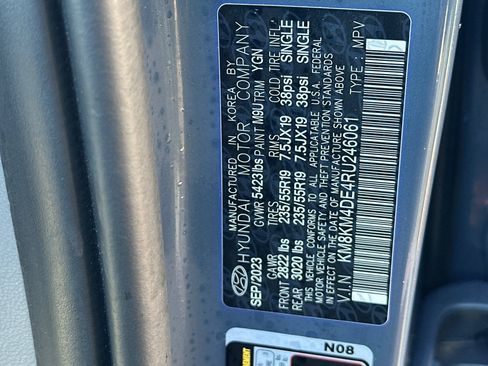 MANUFACTURED IN KOREA BY
HYUNDAI MOTOR COMPANY
SEP/2023 GVWR 5423lbs PAINT M9U TRIM YGN
GAWR TIRES RIMS COLD TIRE INFL.
FRONT 2822 lbs 235/55R19 7.5JX19 38psi SINGLE
REAR 3020 lbs 235/55R19 7.5JX19 38psi SINGLE
THIS VEHICLE CONFORMS TO ALL APPLICABLE U.S.A. FEDERAL
MOTOR VEHICLE SAFETY AND THEFT PREVENTION STANDARDS
IN EFFECT ON THE DATE OF MANUFACTURE SHOWN ABOVE
V.I.N : KM8KN4DE4RU246061 TYPE : MPV
N08